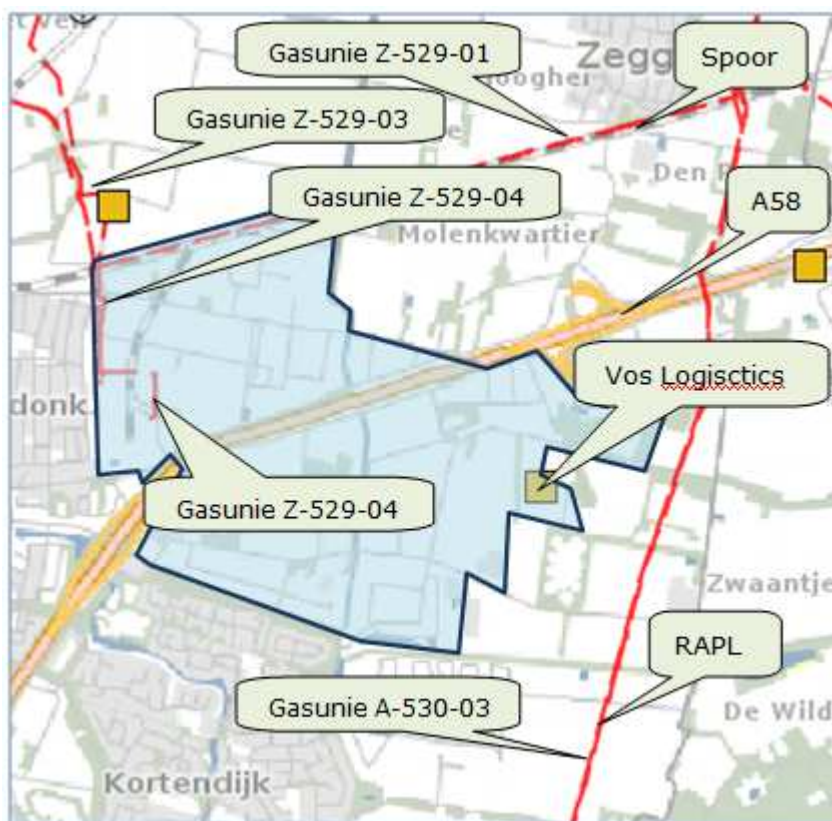 Gasunie Z-529-01
Zegg
Spoor
oogher
Gasunie Z-529-03
Den
Gasunie Z-529-04
A58
Molenkwartier
Vos Logisctics
donk
Gasunie Z-529-04
Zwaantje
RAPL
Gasunie A-530-03
De Wild
Kortendijk